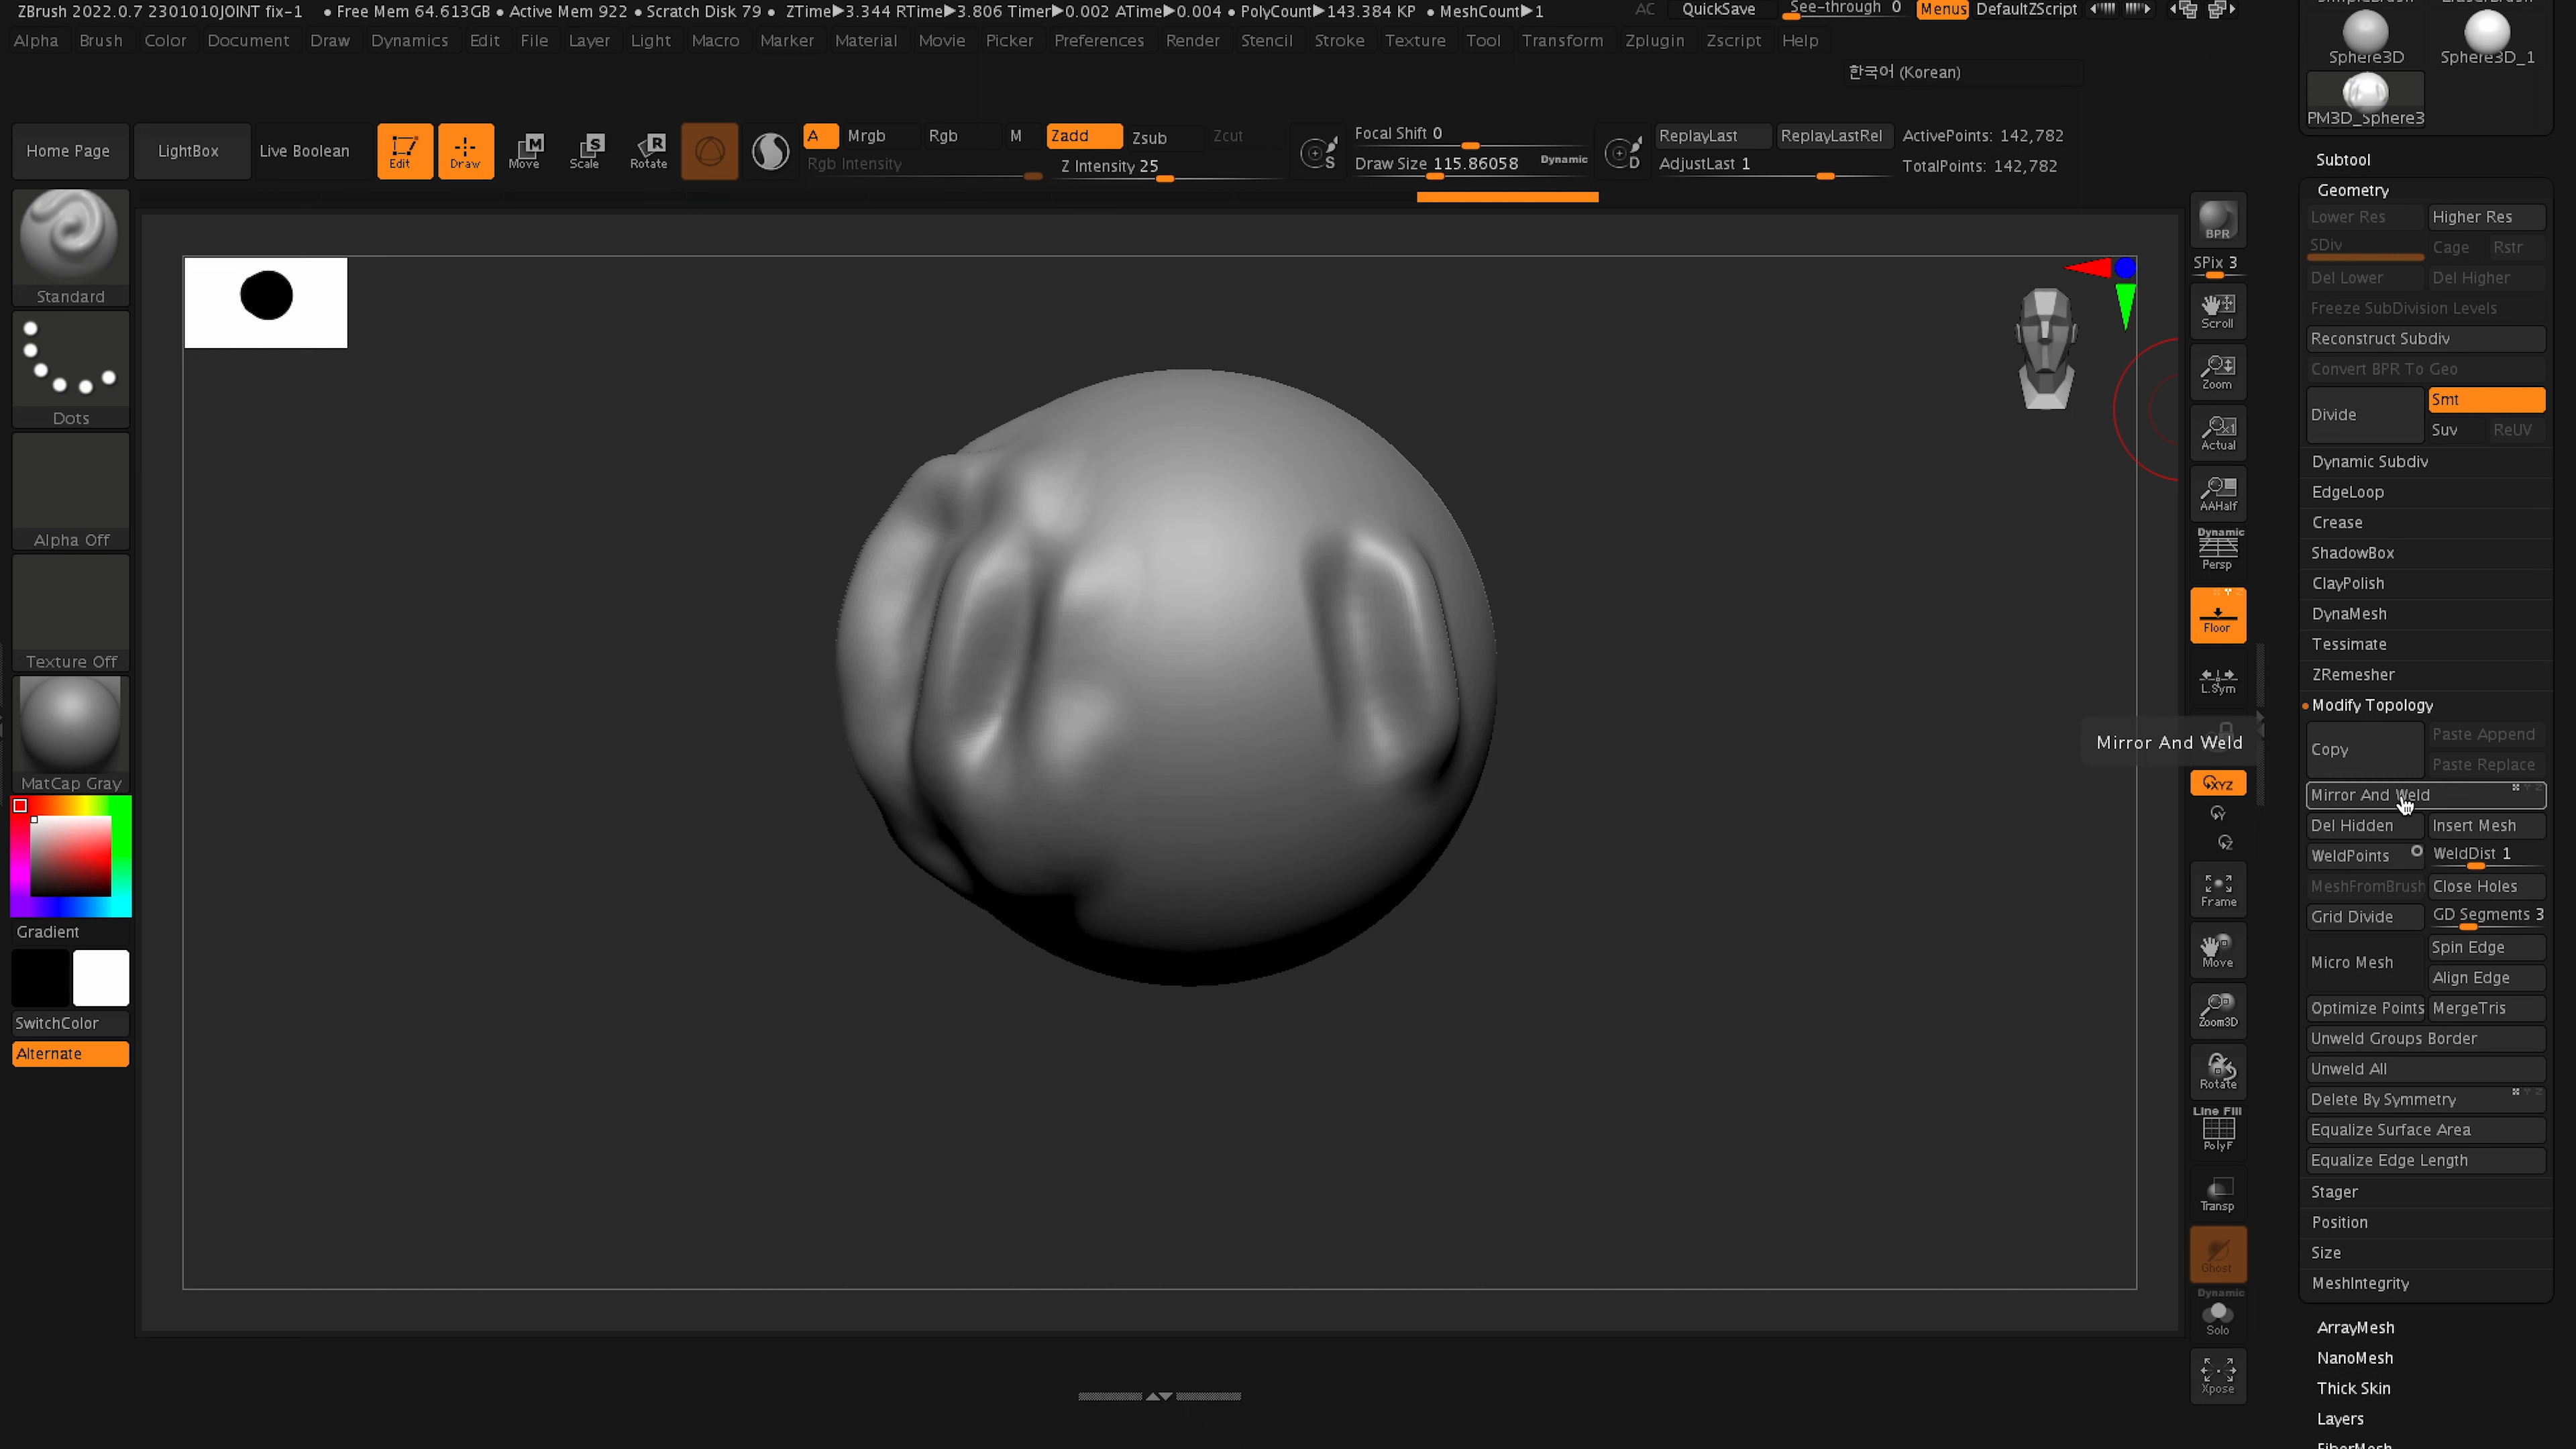 ZBrush 2022.0.7 2301010JOINT fix-1 • Free Mem 64.613GB • Active Mem 922 • Scratch Disk 79 • ZTime▶3.344 RTime▶3.806 Timer▶0.002 ATime▶0.004 • PolyCount▶143.384 KP • MeshCount▶1 AC QuickSave See-through 0 Menus DefaultZScript
Alpha Brush Color Document Draw Dynamics Edit File Layer Light Macro Marker Material Movie Picker Preferences Render Stencil Stroke Texture Tool Transform Zplugin Zscript Help
한국어 (Korean)
Home Page LightBox Live Boolean Edit Draw Move Scale Rotate
A Mrgb Rgb M Zadd Zsub Zcut
Rgb Intensity Z Intensity 25
Focal Shift 0
Draw Size 115.86058 Dynamic
ReplayLast ReplayLastRel ActivePoints: 142,782
AdjustLast 1 TotalPoints: 142,782
Standard
Dots
Alpha Off
Texture Off
MatCap Gray
Gradient
SwitchColor
Alternate
BPR
SPix 3
Scroll
Zoom
Actual
AAHalf
Dynamic
Persp
Floor
L.Sym
Mirror And Weld
XYZ
Y
Z
Frame
Move
Zoom3D
Rotate
Line Fill
PolyF
Transp
Ghost
Dynamic
Solo
Xpose
Sphere3D Sphere3D_1
PM3D_Sphere3
Subtool
Geometry
Lower Res Higher Res
SDiv Cage Rstr
Del Lower Del Higher
Freeze SubDivision Levels
Reconstruct Subdiv
Convert BPR To Geo
Divide Smt
Suv ReUV
Dynamic Subdiv
EdgeLoop
Crease
ShadowBox
ClayPolish
DynaMesh
Tessimate
ZRemesher
Modify Topology
Copy Paste Append
Paste Replace
Mirror And Weld
Del Hidden Insert Mesh
WeldPoints WeldDist 1
MeshFromBrush Close Holes
Grid Divide GD Segments 3
Micro Mesh Spin Edge
Align Edge
Optimize Points MergeTris
Unweld Groups Border
Unweld All
Delete By Symmetry
Equalize Surface Area
Equalize Edge Length
Stager
Position
Size
MeshIntegrity
ArrayMesh
NanoMesh
Thick Skin
Layers